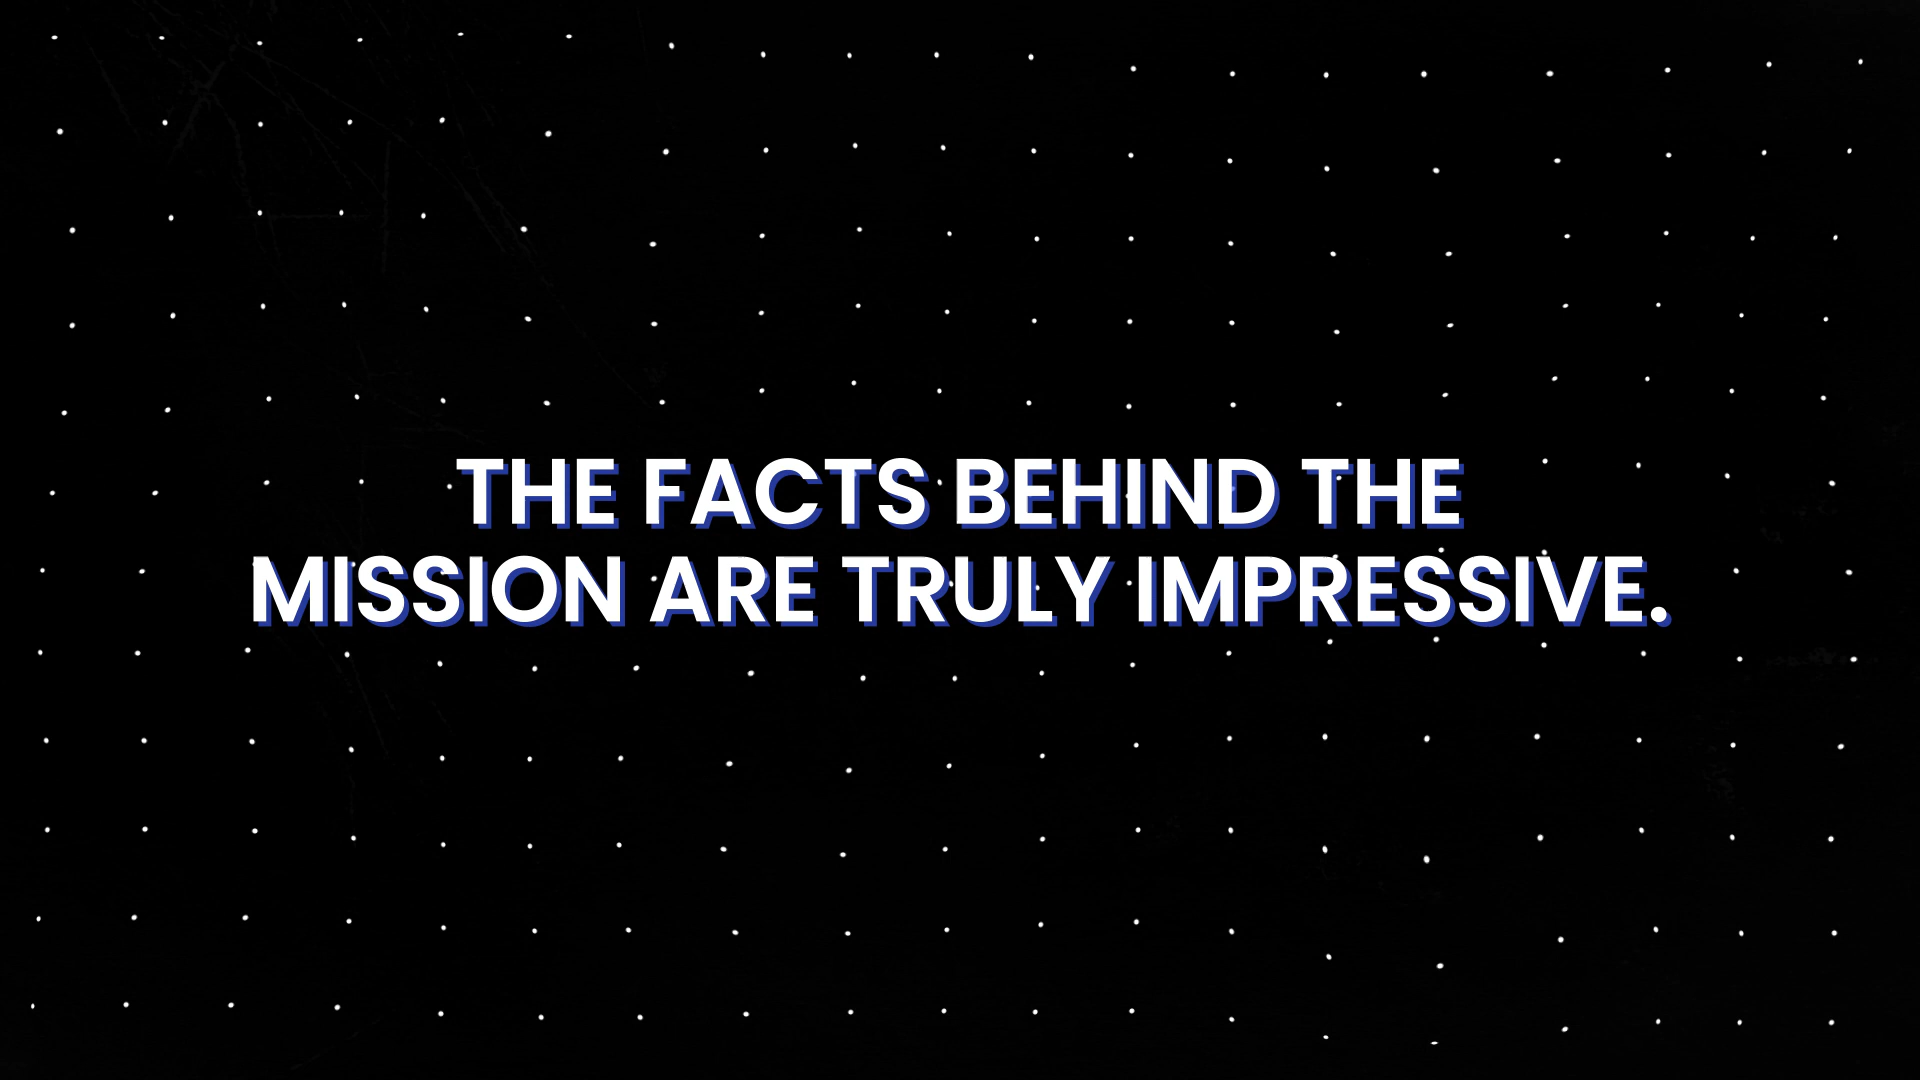 THE FACTS BEHIND THE
MISSION ARE TRULY IMPRESSIVE.